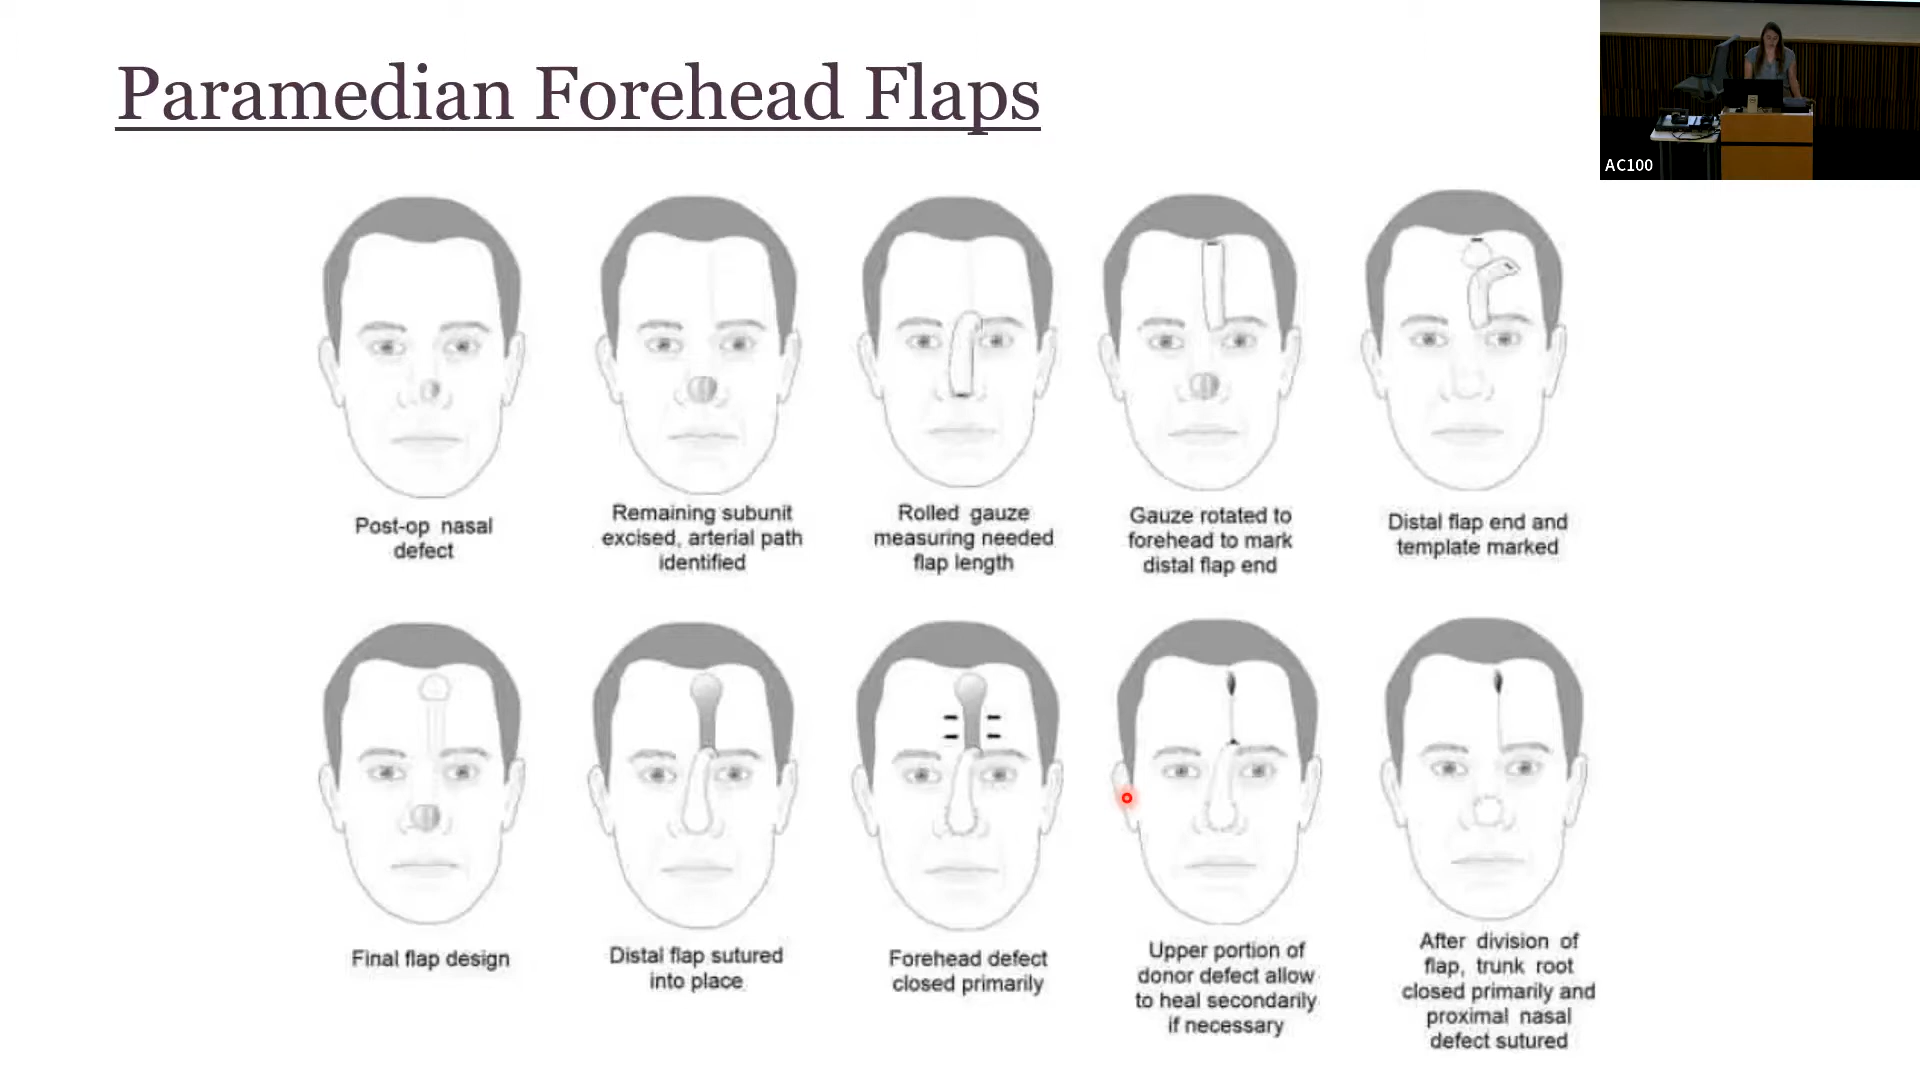 Paramedian Forehead Flaps
AC100
Post-op nasal
defect
Remaining subunit
excised, arterial path
identified
Rolled gauze
measuring needed
flap length
Gauze rotated to
forehead to mark
distal flap end
Distal flap end and
template marked
Final flap design
Distal flap sutured
into place
Forehead defect
closed primarily
Upper portion of
donor defect allow
to heal secondarily
if necessary
After division of
flap, trunk root
closed primarily and
proximal nasal
defect sutured